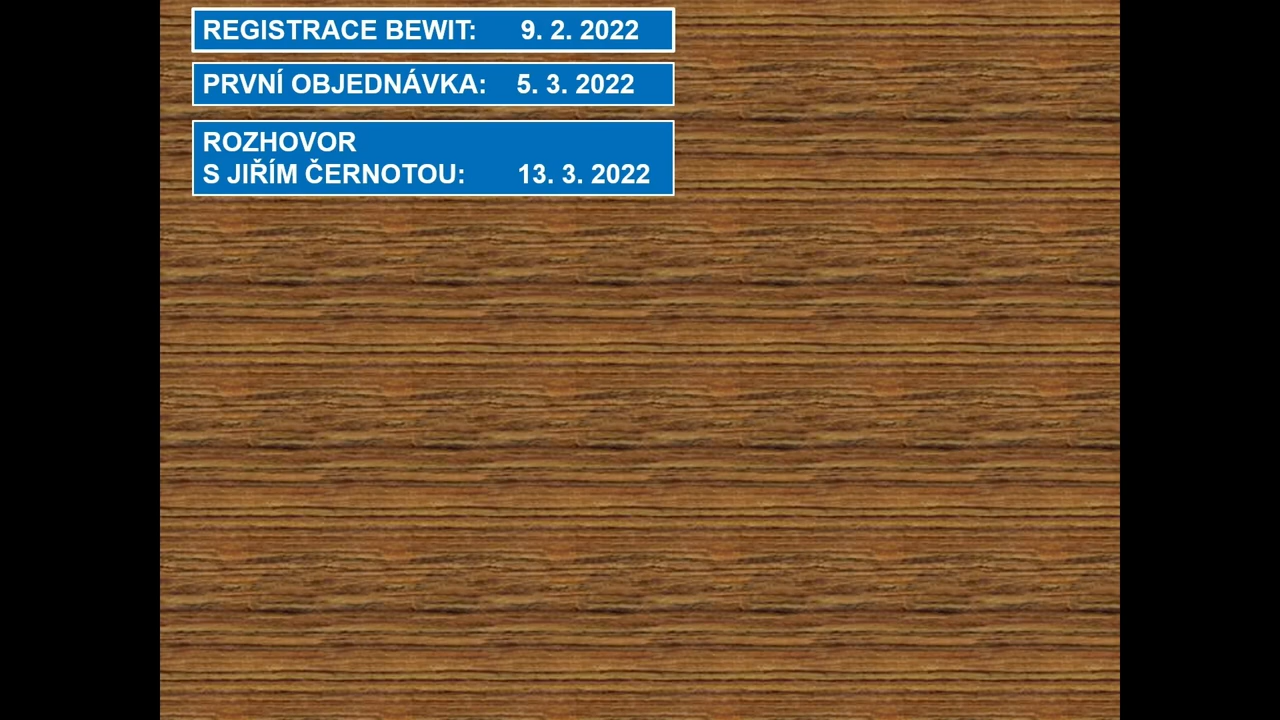 REGISTRACE BEWIT: 9. 2. 2022
PRVNÍ OBJEDNÁVKA: 5. 3. 2022
ROZHOVOR
S JIŘÍM ČERNOTOU: 13. 3. 2022